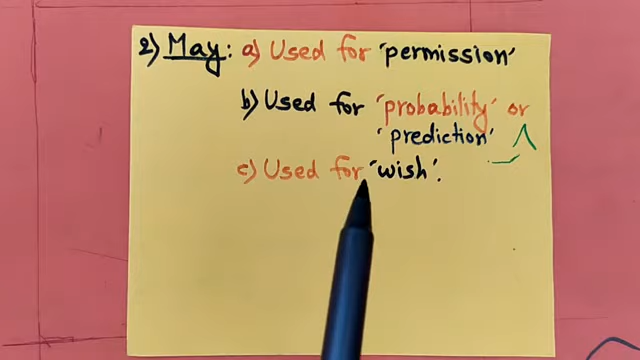 2) May: a) Used for 'permission'
b) Used for 'probability' or
'prediction'
c) Used for 'wish'.